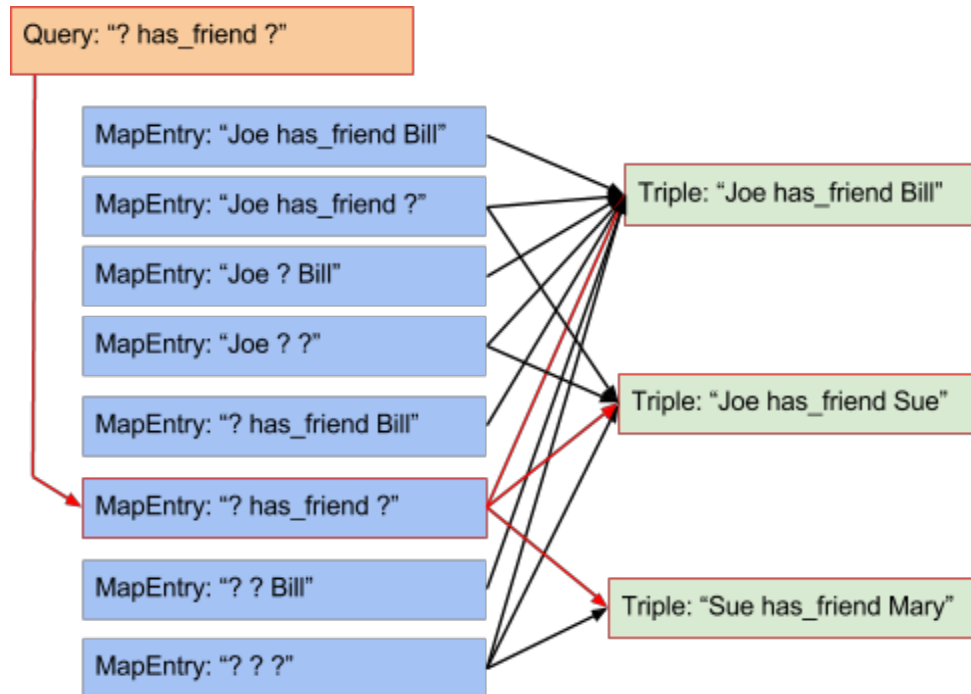 Query: “? has_friend ?”
MapEntry: “Joe has_friend Bill”
MapEntry: “Joe has_friend ?”
MapEntry: “Joe ? Bill”
MapEntry: “Joe ? ?”
MapEntry: “? has_friend Bill”
MapEntry: “? has_friend ?”
MapEntry: “? ? Bill”
MapEntry: “? ? ?”
Triple: “Joe has_friend Bill”
Triple: “Joe has_friend Sue”
Triple: “Sue has_friend Mary”